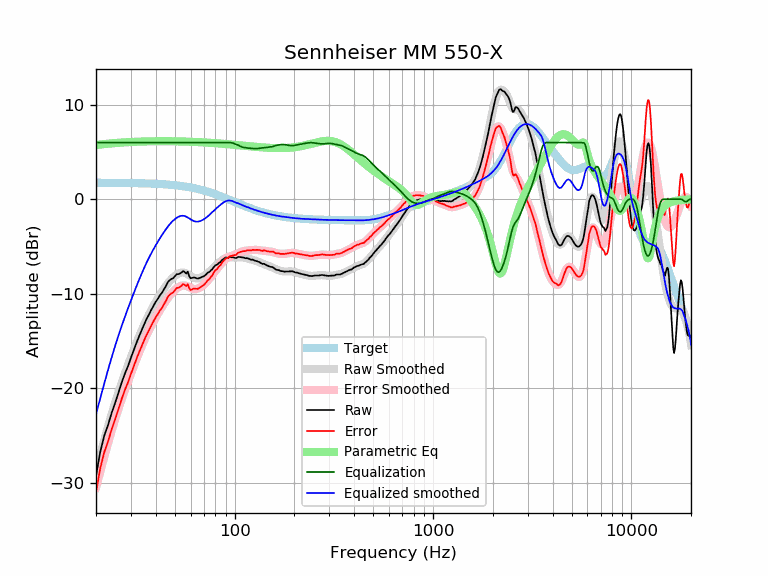 Sennheiser MM 550-X
Amplitude (dBr)
10
0
−10
−20
−30
Target
Raw Smoothed
Error Smoothed
Raw
Error
Parametric Eq
Equalization
Equalized smoothed
100
1000
10000
Frequency (Hz)